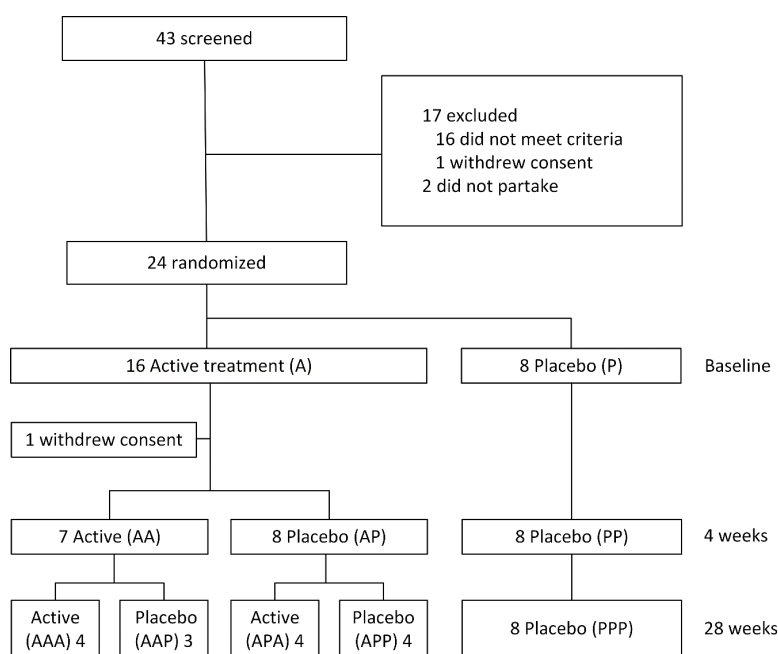 43 screened
17 excluded
16 did not meet criteria
1 withdrew consent
2 did not partake
24 randomized
16 Active treatment (A)
8 Placebo (P)
Baseline
1 withdrew consent
7 Active (AA)
8 Placebo (AP)
8 Placebo (PP)
4 weeks
Active
(AAA) 4
Placebo
(AAP) 3
Active
(APA) 4
Placebo
(APP) 4
8 Placebo (PPP)
28 weeks